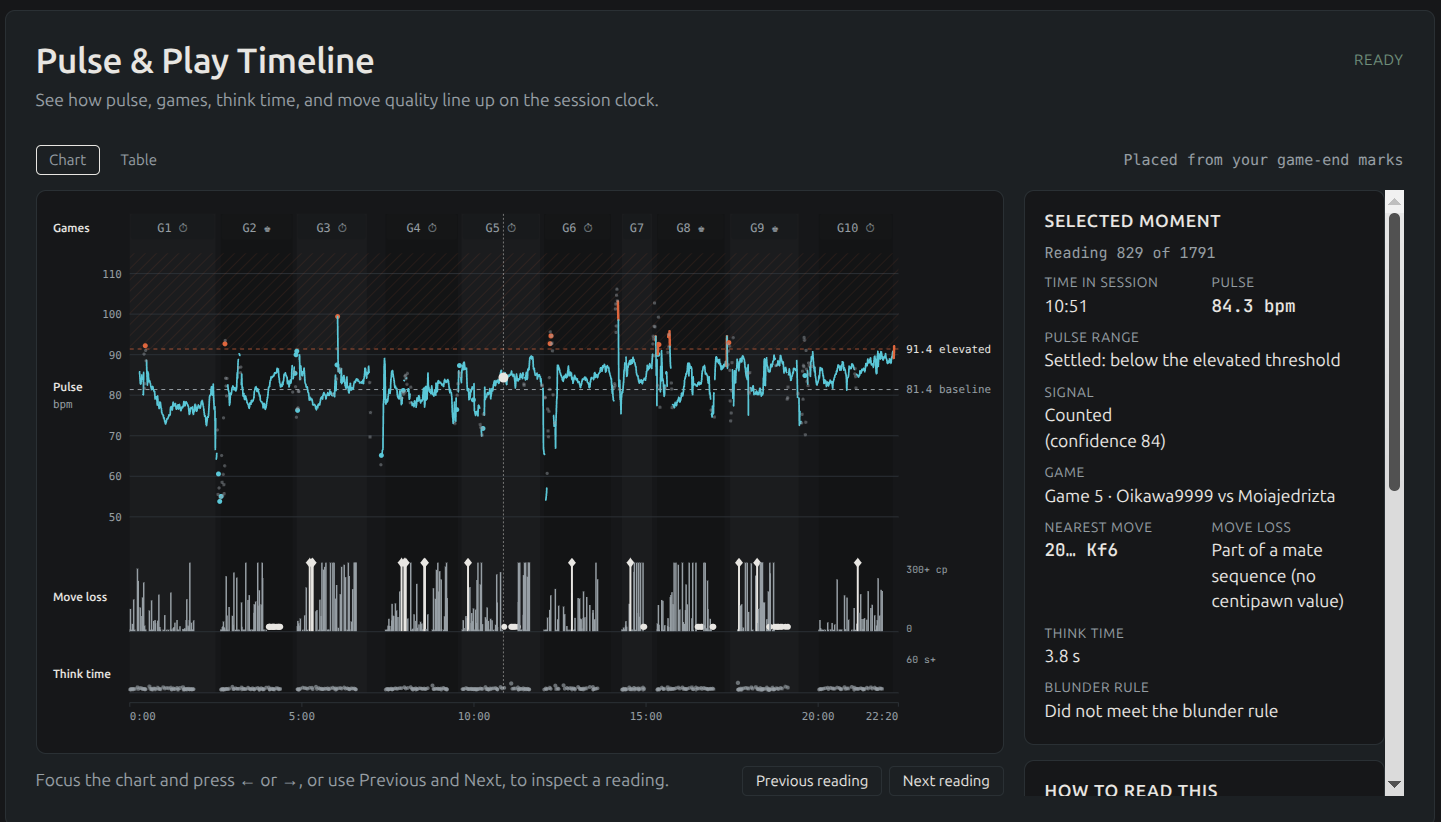 Pulse & Play Timeline
READY
See how pulse, games, think time, and move quality line up on the session clock.
Chart
Table
Placed from your game-end marks
Games
G1 ⏱
G2 ♚
G3 ⏱
G4 ⏱
G5 ⏱
G6 ⏱
G7
G8 ♚
G9 ♚
G10 ⏱
110
100
90
91.4 elevated
Pulse
bpm
81.4 baseline
80
70
60
50
300+ cp
Move loss
0
60 s+
Think time
0:00
5:00
10:00
15:00
20:00
22:20
Focus the chart and press ← or →, or use Previous and Next, to inspect a reading.
Previous reading
Next reading
SELECTED MOMENT
Reading 829 of 1791
TIME IN SESSION
PULSE
10:51
84.3 bpm
PULSE RANGE
Settled: below the elevated threshold
SIGNAL
Counted
(confidence 84)
GAME
Game 5 · Oikawa9999 vs Moiajedrizta
NEAREST MOVE
MOVE LOSS
20… Kf6
Part of a mate
sequence (no
centipawn value)
THINK TIME
3.8 s
BLUNDER RULE
Did not meet the blunder rule
HOW TO READ THIS